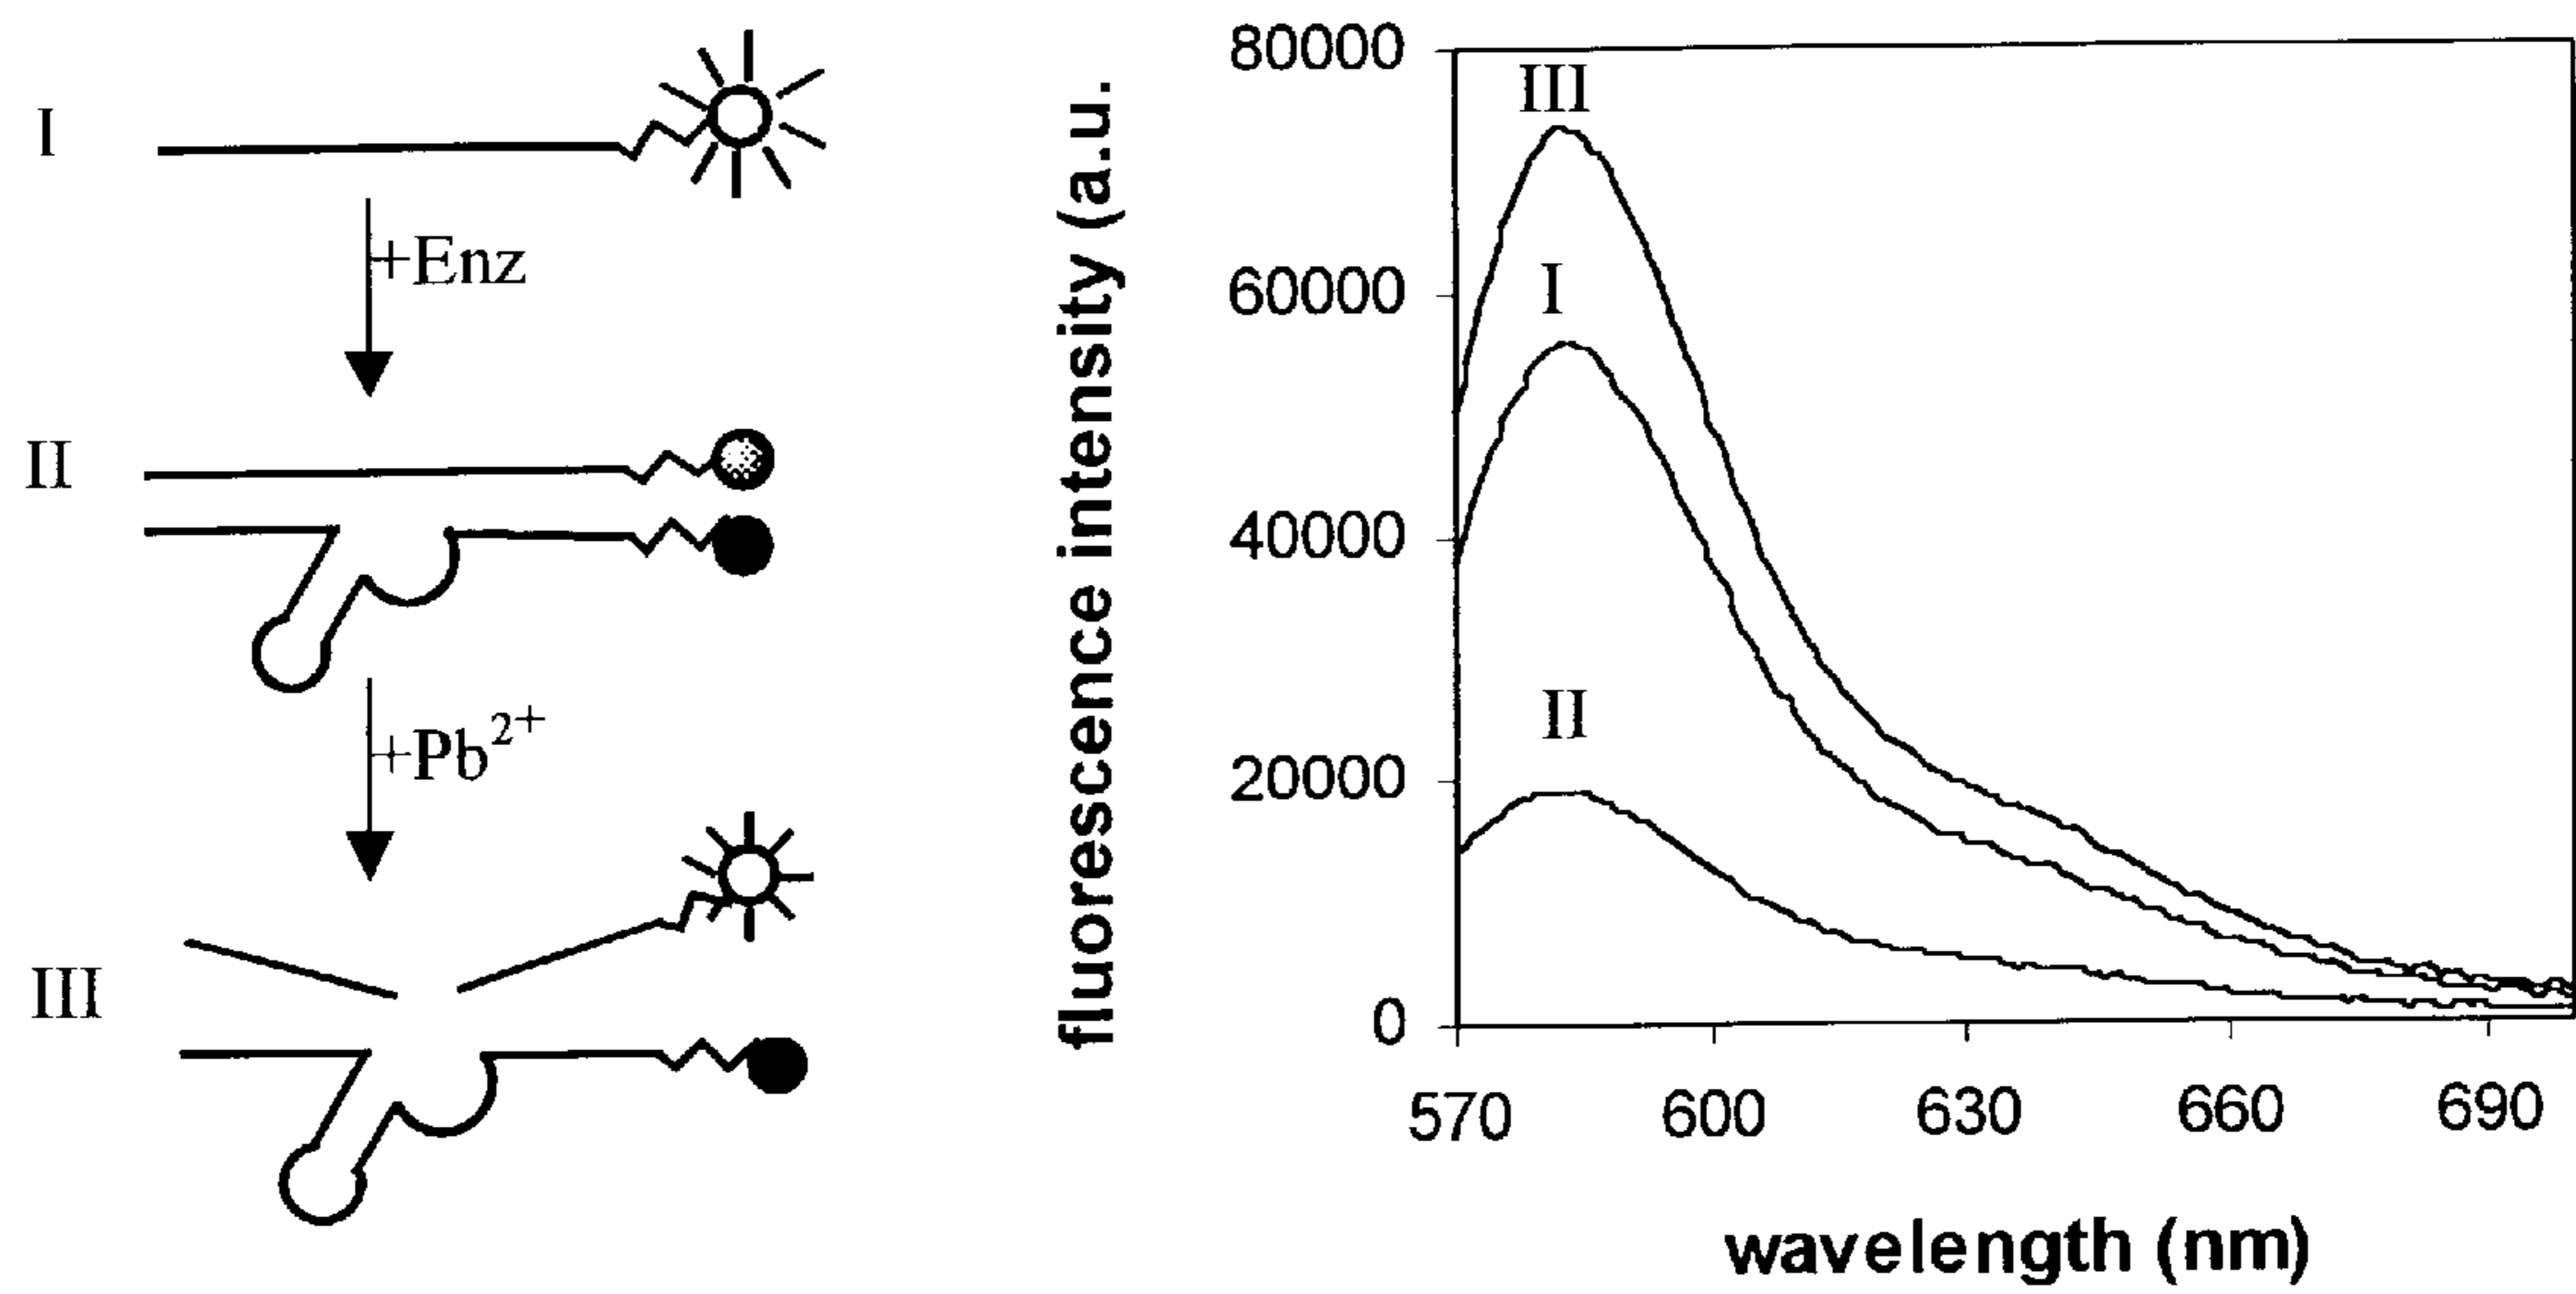 I
+Enz
II
+Pb²⁺
III
fluorescence intensity (a.u.
80000
60000
40000
20000
0
III
I
II
570 600 630 660 690
wavelength (nm)